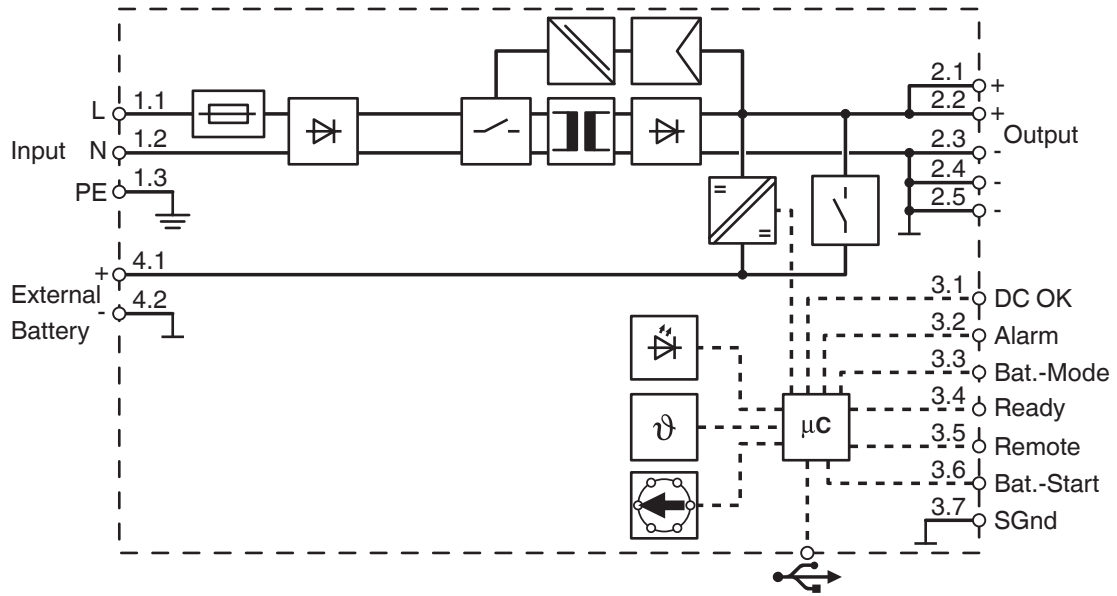 L 1.1
Input N 1.2
PE 1.3
+ 4.1
External
- 4.2
Battery
2.1 +
2.2 +
Output
2.3 -
2.4 -
2.5 -
= =
3.1 DC OK
3.2 Alarm
3.3 Bat.-Mode
3.4 Ready
3.5 Remote
3.6 Bat.-Start
3.7 SGnd
ϑ
µC